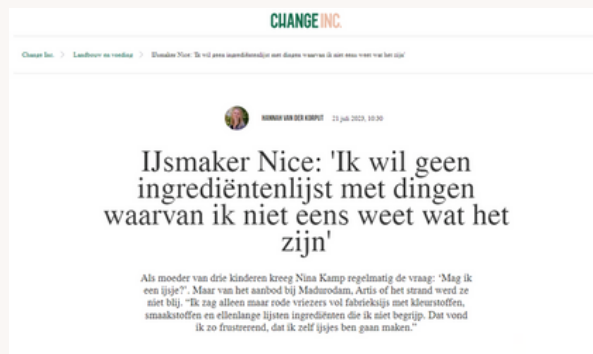 CHANGE INC.
Change Inc. > Landbouw en voeding > IJsmaker Nice: 'Ik wil geen ingrediëntenlijst met dingen waarvan ik niet eens weet wat het zijn'
HANNAH VAN DER KORPUT 21 juli 2023, 10:30
IJsmaker Nice: 'Ik wil geen
ingrediëntenlijst met dingen
waarvan ik niet eens weet wat het
zijn'
Als moeder van drie kinderen kreeg Nina Kamp regelmatig de vraag: 'Mag ik
een ijsje?'. Maar van het aanbod bij Madurodam, Artis of het strand werd ze
niet blij. "Ik zag alleen maar rode vriezers vol fabrieksijs met kleurstoffen,
smaakstoffen en ellenlange lijsten ingrediënten die ik niet begrijp. Dat vond
ik zo frustrerend, dat ik zelf ijsjes ben gaan maken."